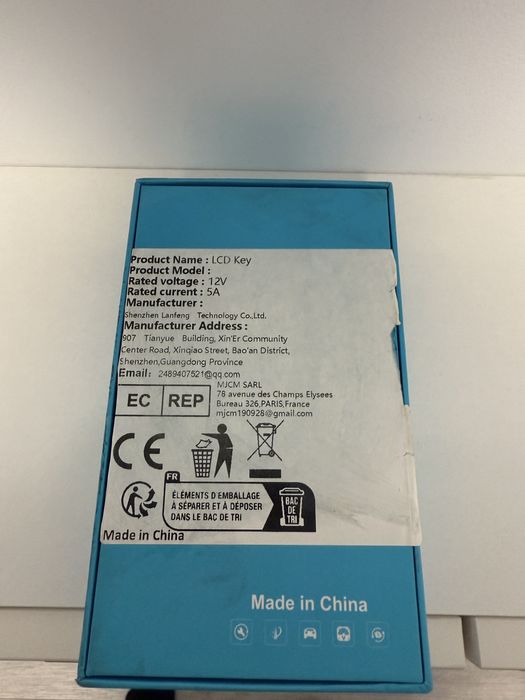 Product Name : LCD Key
Product Model :
Rated voltage : 12V
Rated current : 5A
Manufacturer :
Shenzhen Lanfeng Technology Co.,Ltd.
Manufacturer Address :
907 Tianyue Building, Xin'Er Community
Center Road, Xinqiao Street, Bao'an District,
Shenzhen,Guangdong Province
Email: 2489407521@qq.com
EC REP
MJCM SARL
78 avenue des Champs Elysees
Bureau 326,PARIS,France
mjcm190928@gmail.com
CE
FR
ÉLÉMENTS D'EMBALLAGE
À SÉPARER ET À DÉPOSER
DANS LE BAC DE TRI
BAC
DE
TRI
Made in China
Made in China